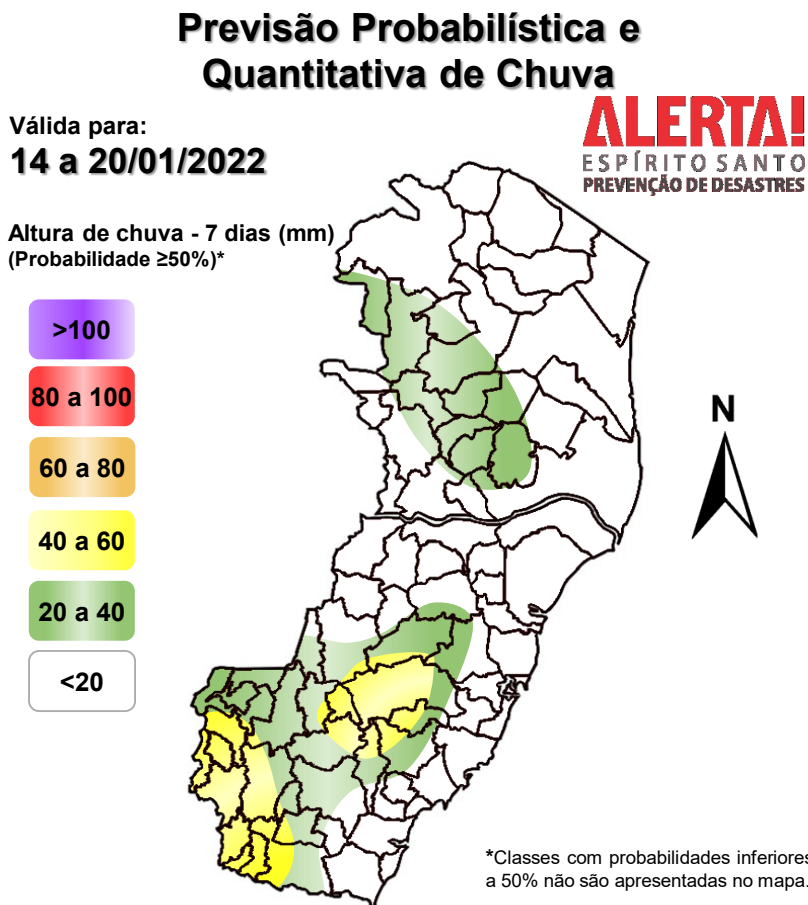 Previsão Probabilística e
Quantitativa de Chuva
Válida para:
14 a 20/01/2022
ALERTA!
ESPÍRITO SANTO
PREVENÇÃO DE DESASTRES
Altura de chuva - 7 dias (mm)
(Probabilidade ≥50%)*
>100
80 a 100
60 a 80
40 a 60
20 a 40
<20
N
*Classes com probabilidades inferiores
a 50% não são apresentadas no mapa.